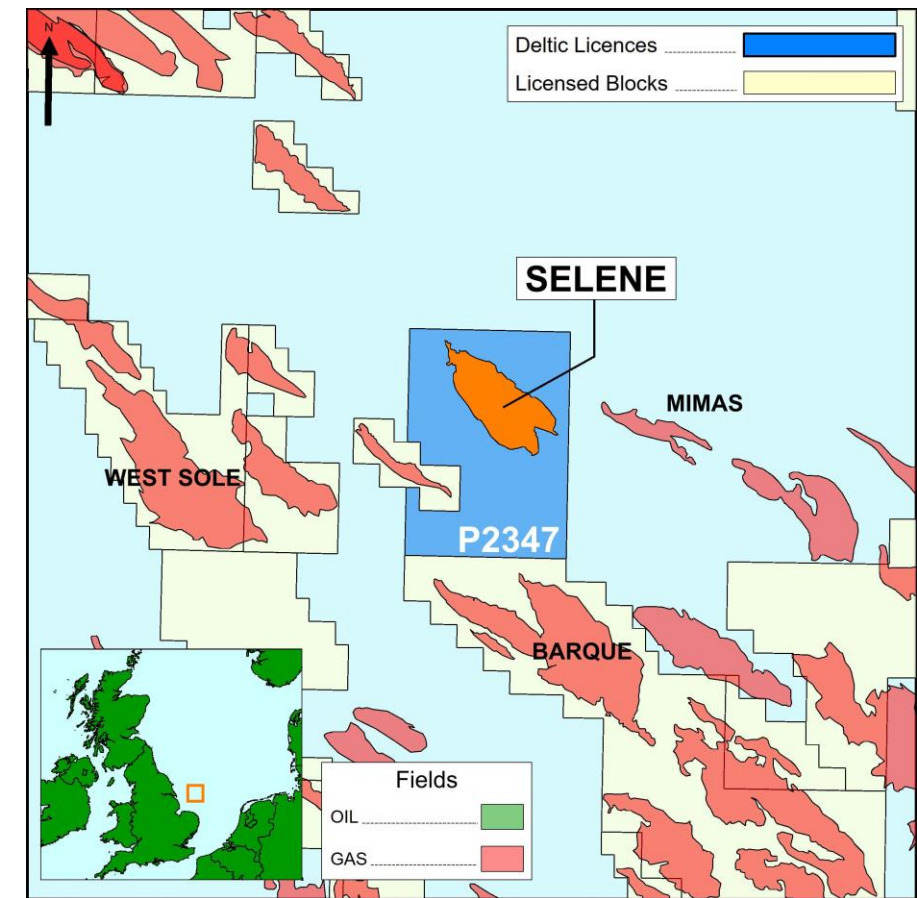 N
Deltic Licences
Licensed Blocks
SELENE
MIMAS
WEST SOLE
P2347
BARQUE
Fields
OIL
GAS